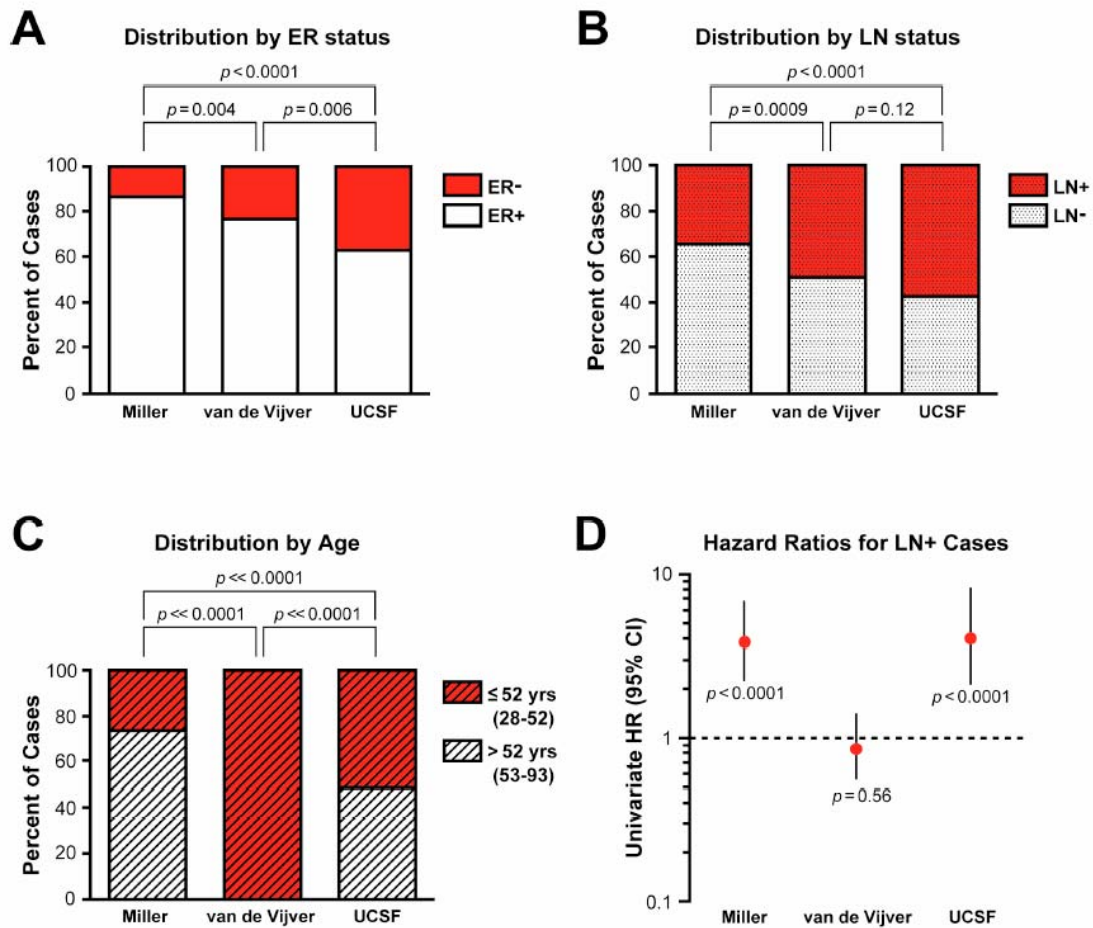 A
Distribution by ER status
p < 0.0001
p = 0.004
p = 0.006
Percent of Cases
100
80
60
40
20
0
Miller
van de Vijver
UCSF
ER-
ER+
B
Distribution by LN status
p < 0.0001
p = 0.0009
p = 0.12
Percent of Cases
100
80
60
40
20
0
Miller
van de Vijver
UCSF
LN+
LN-
C
Distribution by Age
p << 0.0001
p << 0.0001
p << 0.0001
Percent of Cases
100
80
60
40
20
0
Miller
van de Vijver
UCSF
≤ 52 yrs
(28-52)
> 52 yrs
(53-93)
D
Hazard Ratios for LN+ Cases
Univariate HR (95% CI)
10
1
0.1
p < 0.0001
p = 0.56
p < 0.0001
Miller
van de Vijver
UCSF